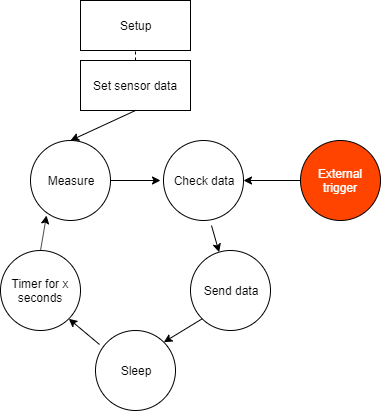 Setup
Set sensor data
Measure
Check data
External
trigger
Timer for x
seconds
Send data
Sleep